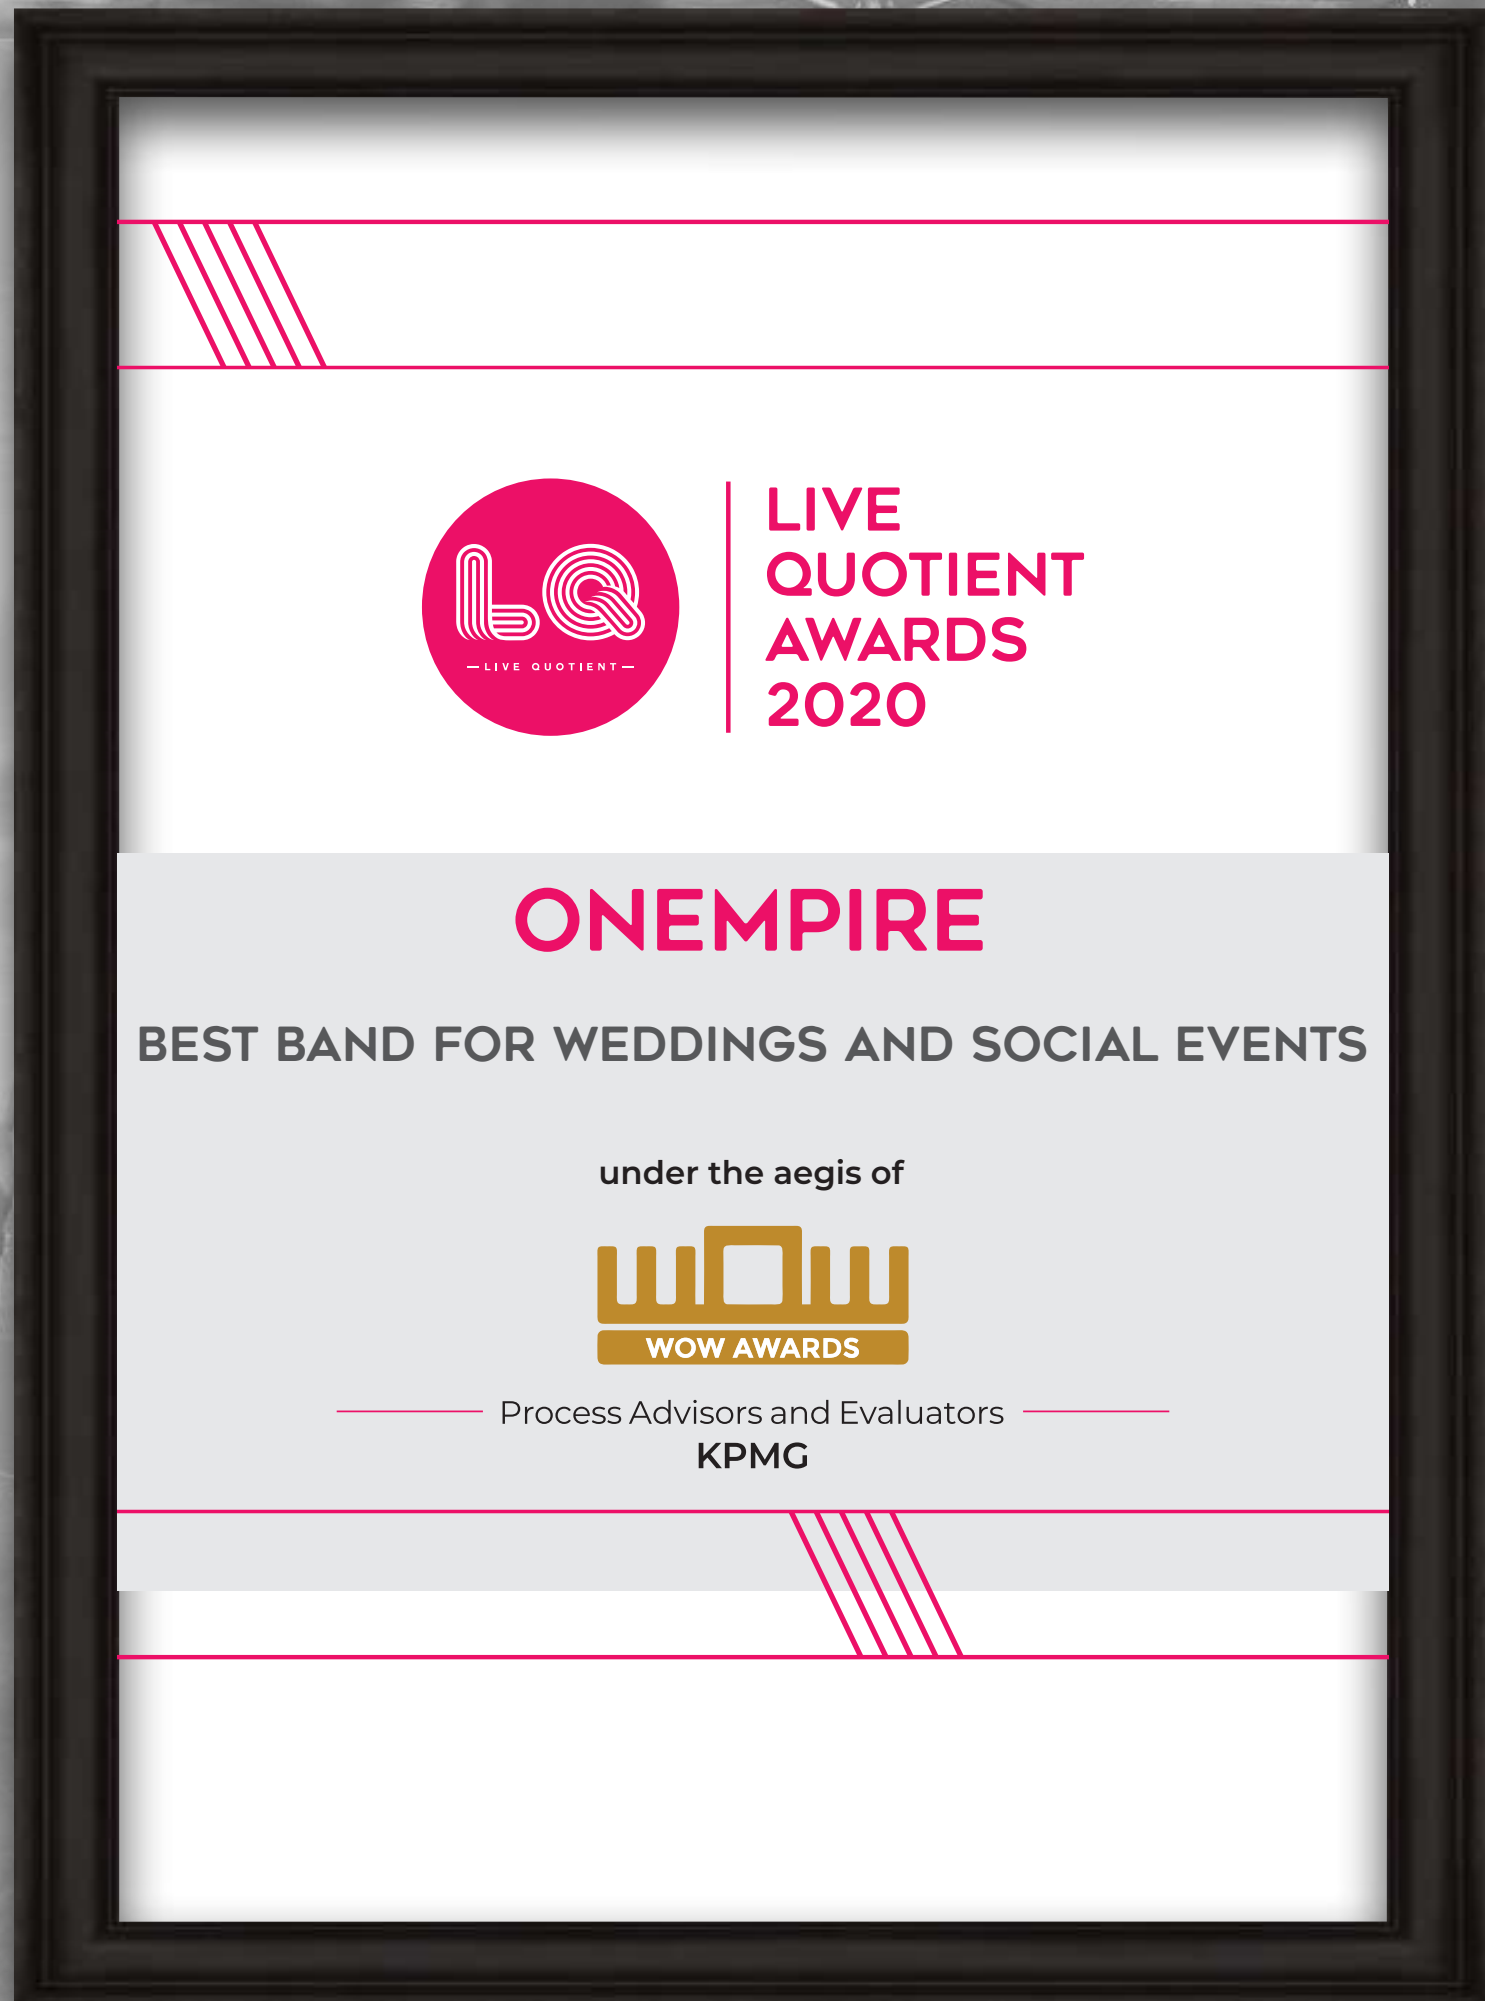 LQ
LIVE QUOTIENT
LIVE
QUOTIENT
AWARDS
2020
ONEMPIRE
BEST BAND FOR WEDDINGS AND SOCIAL EVENTS
under the aegis of
WOW
WOW AWARDS
Process Advisors and Evaluators
KPMG